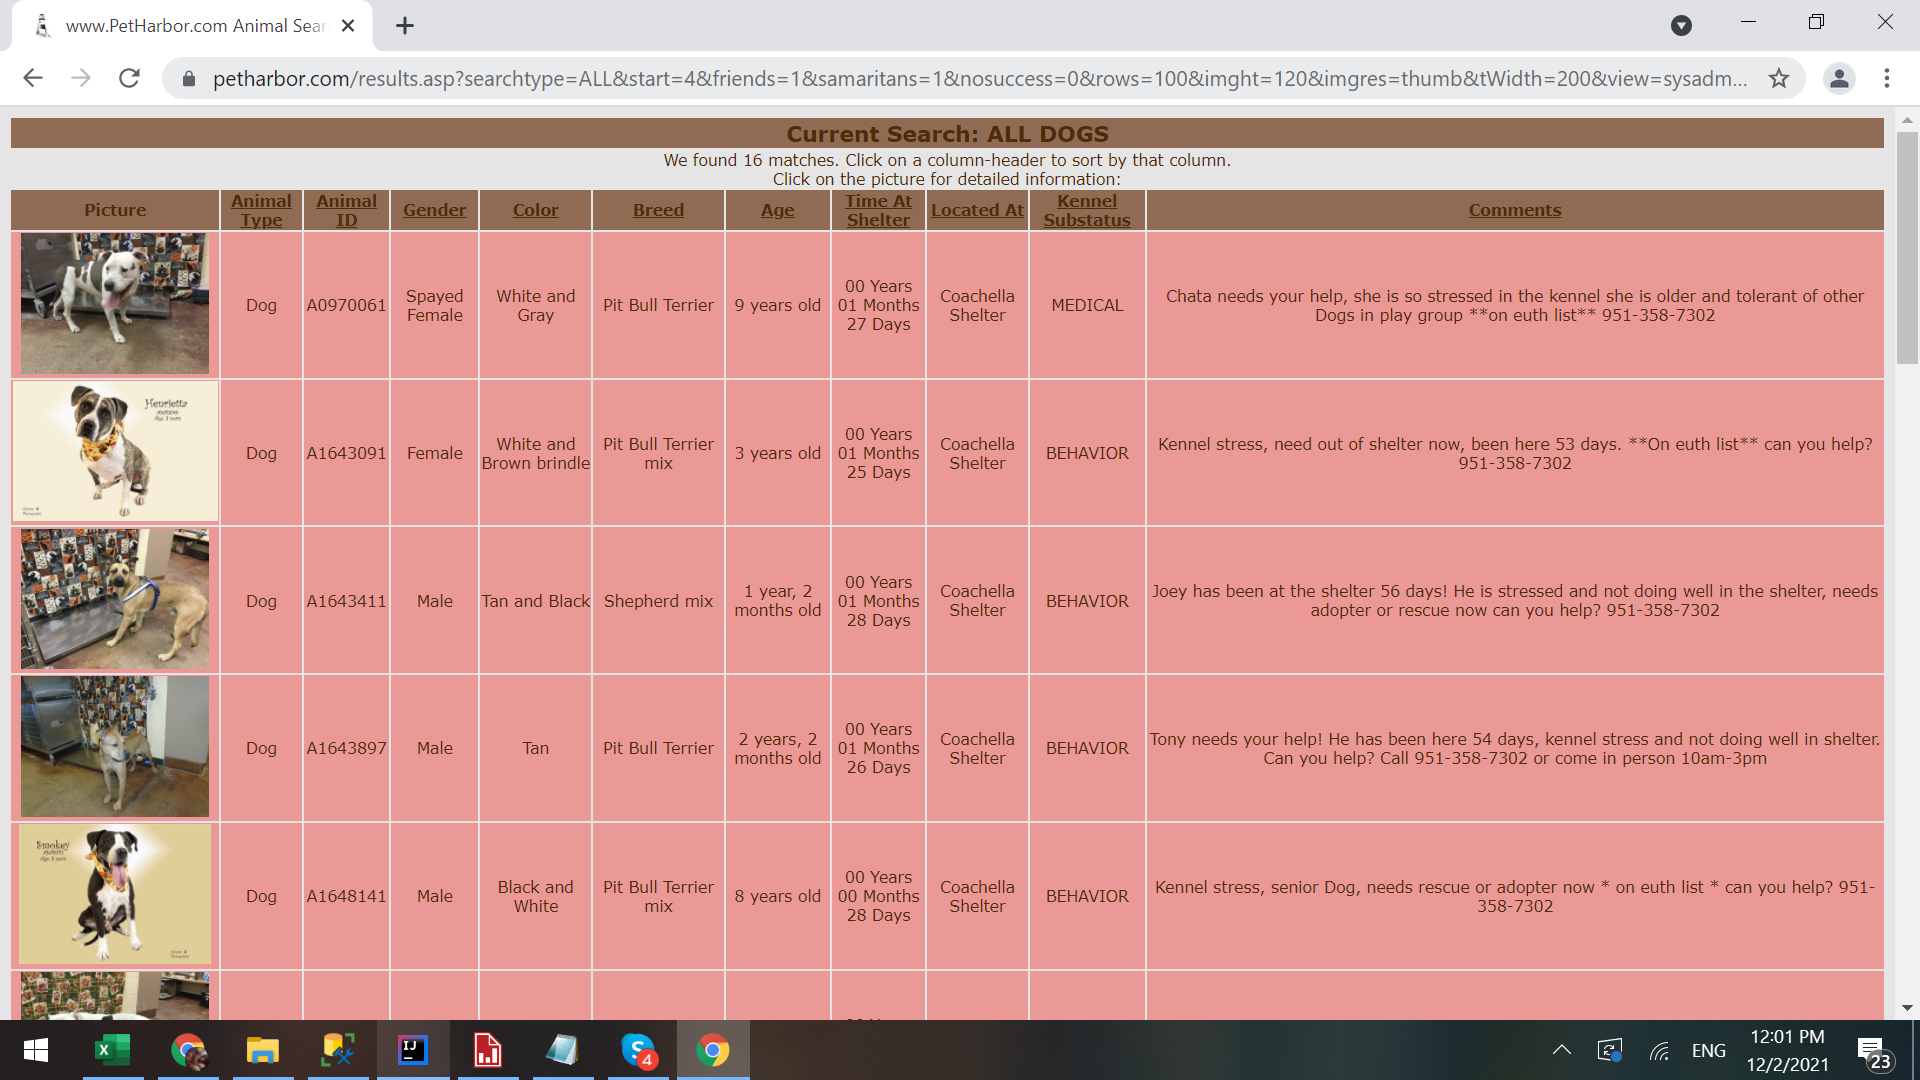 www.PetHarbor.com Animal Sear
petharbor.com/results.asp?searchtype=ALL&start=4&friends=1&samaritans=1&nosuccess=0&rows=100&imght=120&imgres=thumb&tWidth=200&view=sysadm...
Current Search: ALL DOGS
We found 16 matches. Click on a column-header to sort by that column.
Click on the picture for detailed information:
Picture
Animal
Type
Animal
ID
Gender
Color
Breed
Age
Time At
Shelter
Located At
Kennel
Substatus
Comments
Dog
A0970061
Spayed
Female
White and
Gray
Pit Bull Terrier
9 years old
00 Years
01 Months
27 Days
Coachella
Shelter
MEDICAL
Chata needs your help, she is so stressed in the kennel she is older and tolerant of other
Dogs in play group **on euth list** 951-358-7302
Henrietta
Dog
A1643091
Female
White and
Brown brindle
Pit Bull Terrier
mix
3 years old
00 Years
01 Months
25 Days
Coachella
Shelter
BEHAVIOR
Kennel stress, need out of shelter now, been here 53 days. **On euth list** can you help?
951-358-7302
Dog
A1643411
Male
Tan and Black
Shepherd mix
1 year, 2
months old
00 Years
01 Months
28 Days
Coachella
Shelter
BEHAVIOR
Joey has been at the shelter 56 days! He is stressed and not doing well in the shelter, needs
adopter or rescue now can you help? 951-358-7302
Dog
A1643897
Male
Tan
Pit Bull Terrier
2 years, 2
months old
00 Years
01 Months
26 Days
Coachella
Shelter
BEHAVIOR
Tony needs your help! He has been here 54 days, kennel stress and not doing well in shelter.
Can you help? Call 951-358-7302 or come in person 10am-3pm
Smokey
Dog
A1648141
Male
Black and
White
Pit Bull Terrier
mix
8 years old
00 Years
00 Months
28 Days
Coachella
Shelter
BEHAVIOR
Kennel stress, senior Dog, needs rescue or adopter now * on euth list * can you help? 951-
358-7302
X
IJ
S
4
ENG
12:01 PM
12/2/2021
23